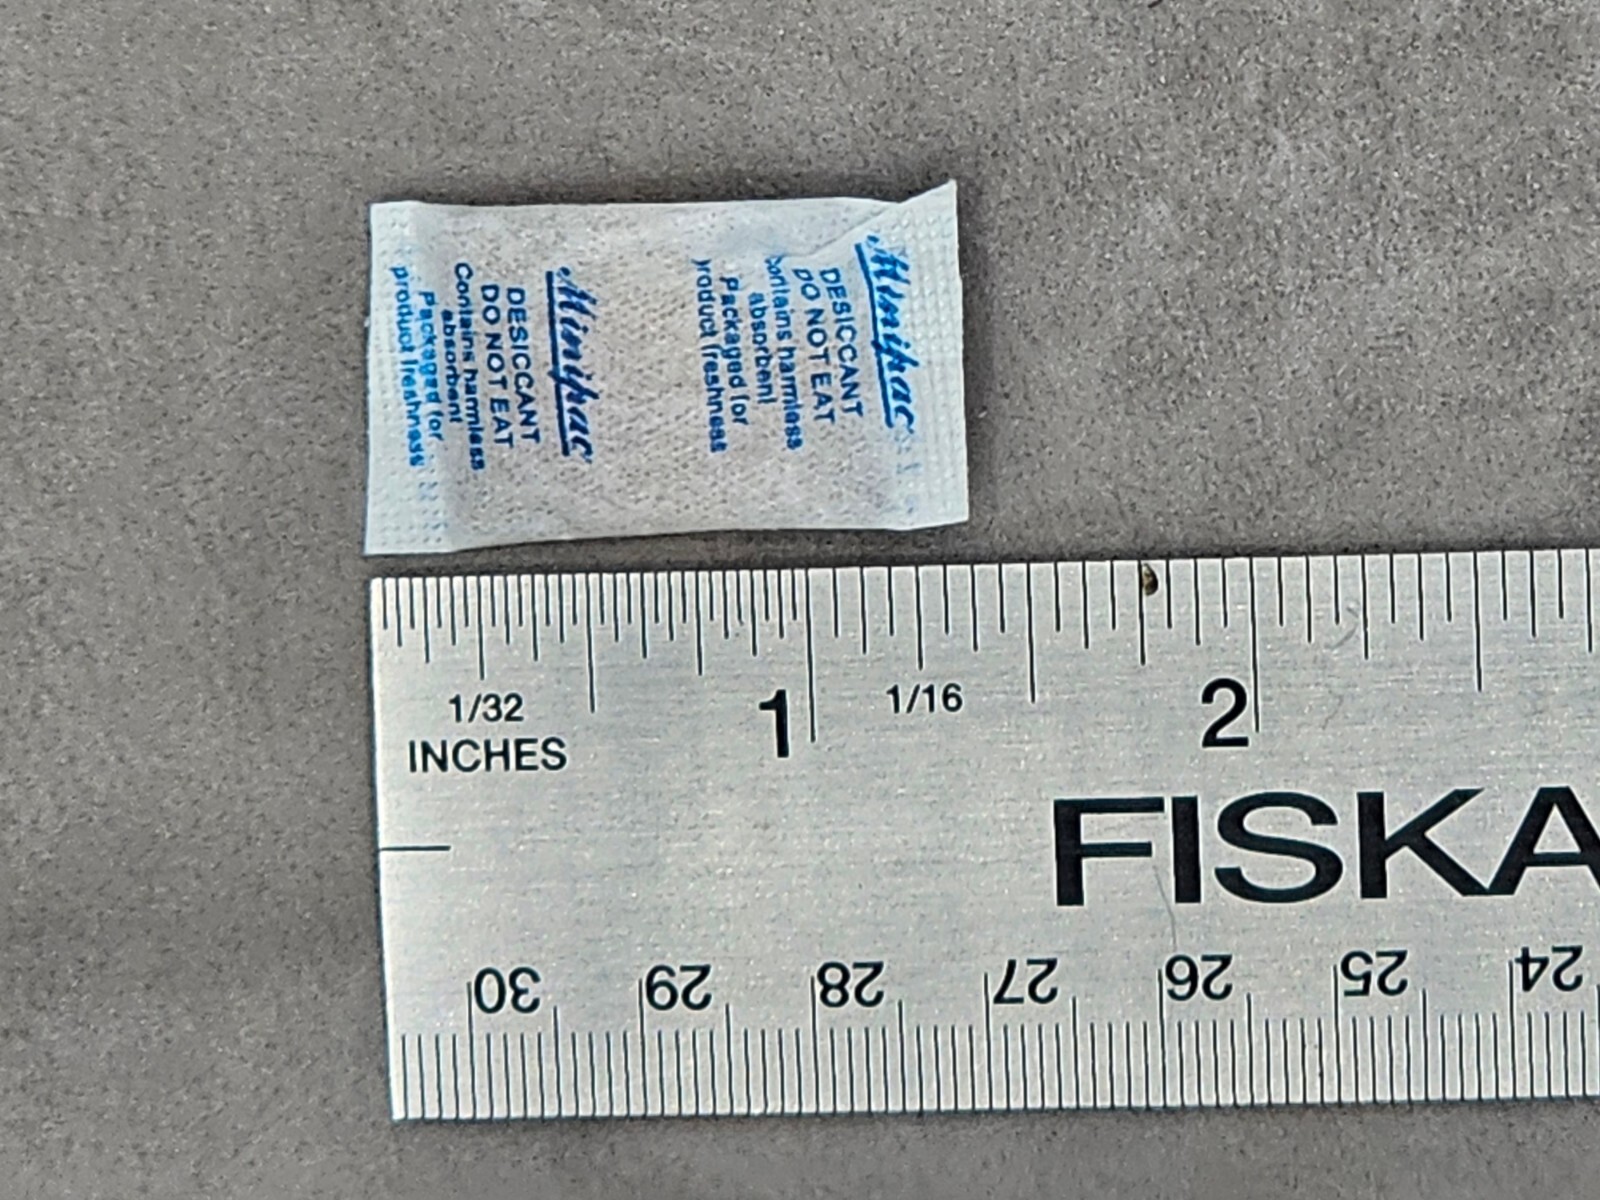 Minipac
DESICCANT
DO NOT EAT
Contains harmless
absorbent
Packaged for
product freshness
Minipac
DESICCANT
DO NOT EAT
Contains harmless
absorbent
Packaged for
product freshness
1/32
INCHES
1
1/16
2
FISKA
30 29 28 27 26 25 24